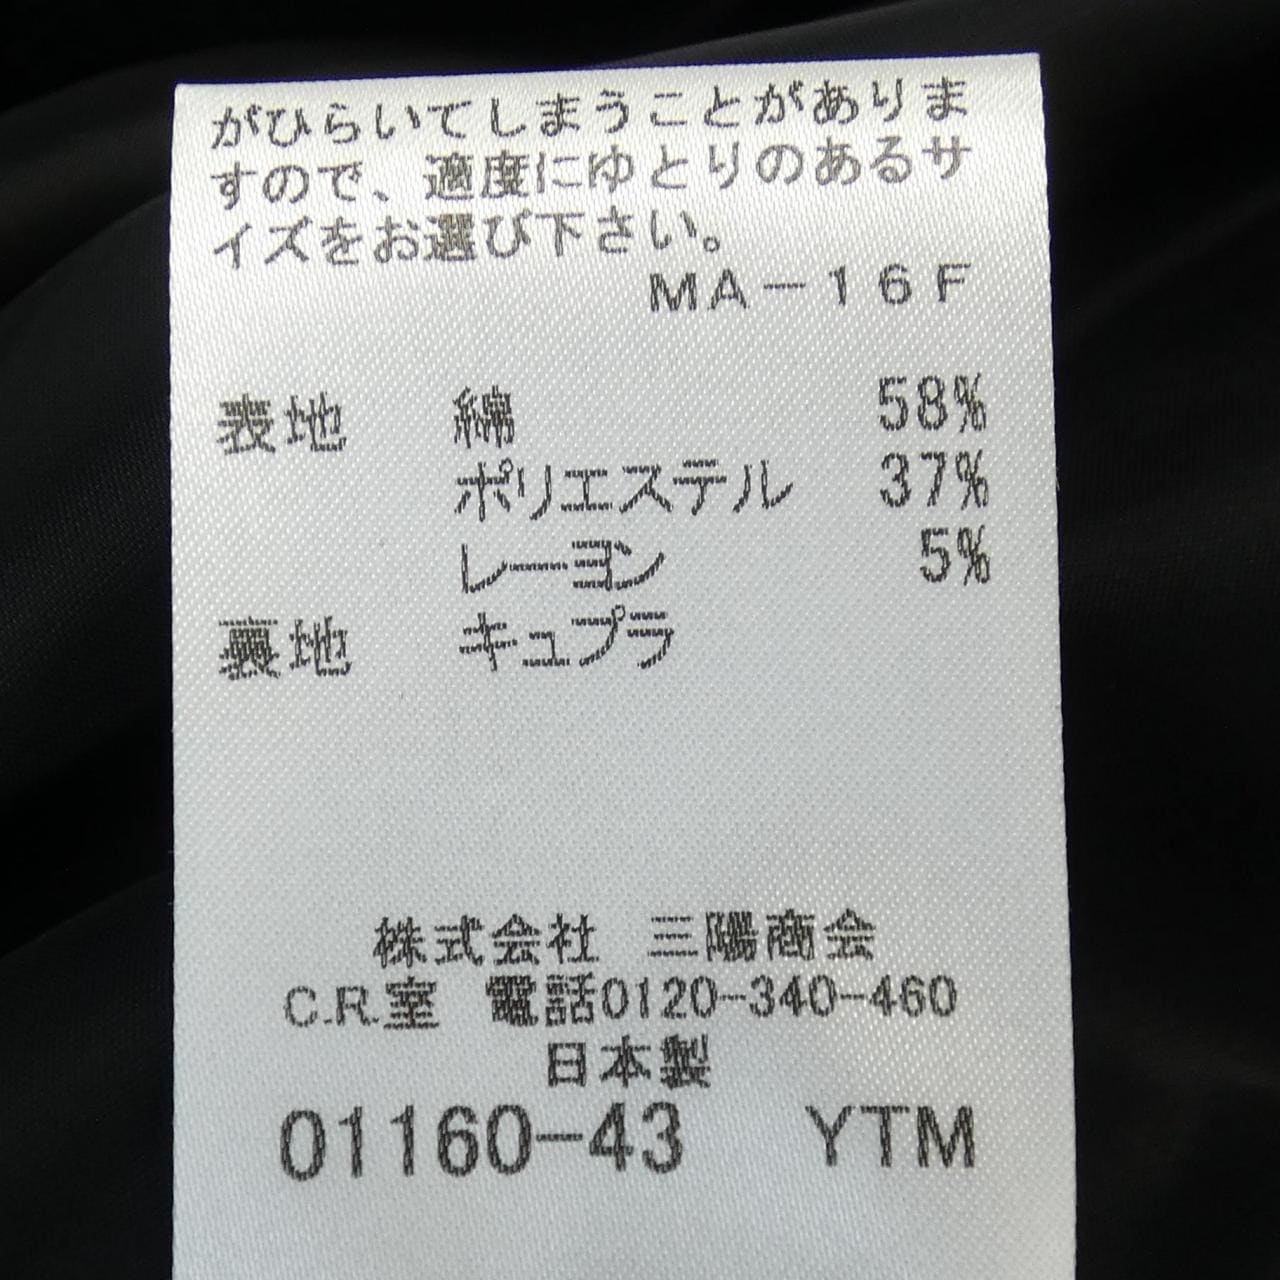 がひらいてしまうことがありま
すので、適度にゆとりのあるサ
イズをお選び下さい。
MA-16F
表地 綿 58%
ポリエステル 37%
レーヨン 5%
裏地 キュプラ
株式会社 三陽商会
C.R.室 電話0120-340-460
日本製
01160-43 YTM